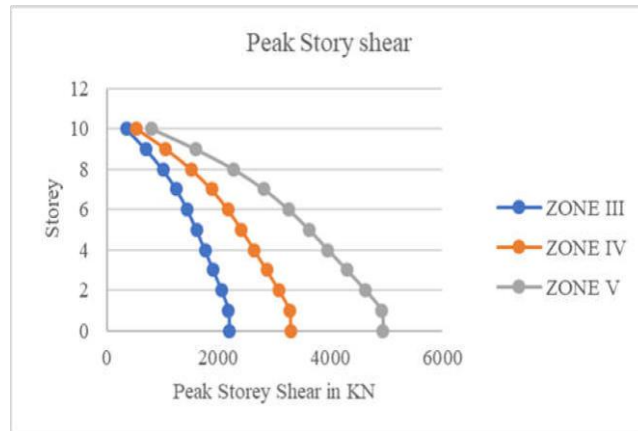 Peak Story shear
12
10
8
6
4
2
0
Storey
0 2000 4000 6000
Peak Storey Shear in KN
ZONE III
ZONE IV
ZONE V